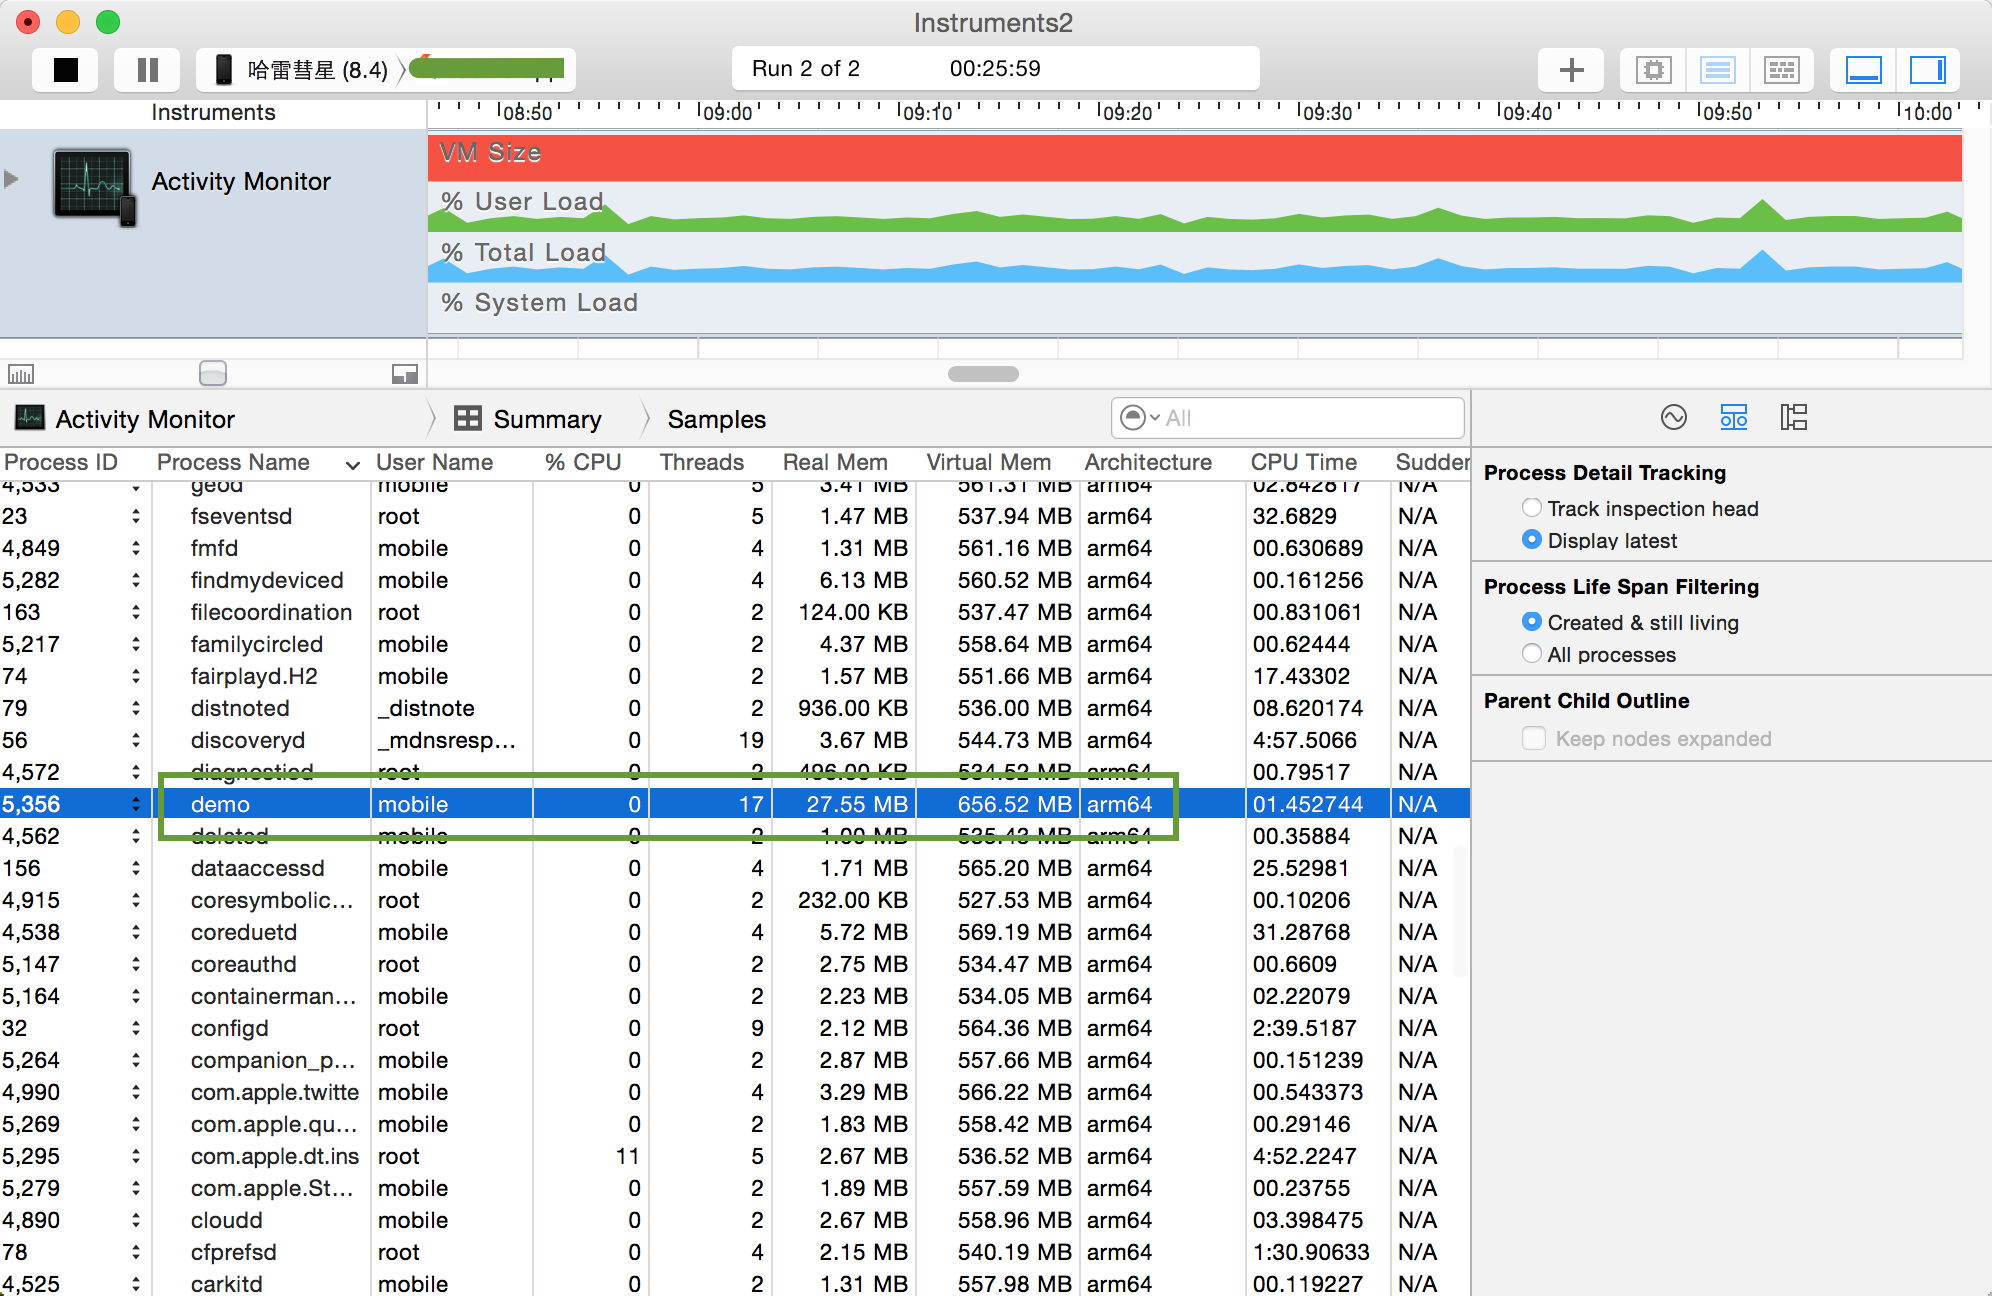 Instruments2
哈雷彗星 (8.4)
Run 2 of 2 00:25:59
Instruments 08:50 09:00 09:10 09:20 09:30 09:40 09:50 10:00
Activity Monitor
VM Size
% User Load
% Total Load
% System Load
Activity Monitor Summary Samples All
Process ID Process Name User Name % CPU Threads Real Mem Virtual Mem Architecture CPU Time Sudden
4,533 geod mobile 0 5 3.41 MB 561.31 MB arm64 02.842817 N/A
23 fseventsd root 0 5 1.47 MB 537.94 MB arm64 32.6829 N/A
4,849 fmfd mobile 0 4 1.31 MB 561.16 MB arm64 00.630689 N/A
5,282 findmydeviced mobile 0 4 6.13 MB 560.52 MB arm64 00.161256 N/A
163 filecoordination root 0 2 124.00 KB 537.47 MB arm64 00.831061 N/A
5,217 familycircled mobile 0 2 4.37 MB 558.64 MB arm64 00.62444 N/A
74 fairplayd.H2 mobile 0 2 1.57 MB 551.66 MB arm64 17.43302 N/A
79 distnoted _distnote 0 2 936.00 KB 536.00 MB arm64 08.620174 N/A
56 discoveryd _mdnsresp... 0 19 3.67 MB 544.73 MB arm64 4:57.5066 N/A
4,572 diagnosticd root 0 2 496.00 KB 534.52 MB arm64 00.79517 N/A
5,356 demo mobile 0 17 27.55 MB 656.52 MB arm64 01.452744 N/A
4,562 deleted mobile 0 2 1.00 MB 535.43 MB arm64 00.35884 N/A
156 dataaccessd mobile 0 4 1.71 MB 565.20 MB arm64 25.52981 N/A
4,915 coresymbolic... root 0 2 232.00 KB 527.53 MB arm64 00.10206 N/A
4,538 coreduetd mobile 0 4 5.72 MB 569.19 MB arm64 31.28768 N/A
5,147 coreauthd root 0 2 2.75 MB 534.47 MB arm64 00.6609 N/A
5,164 containerman... mobile 0 2 2.23 MB 534.05 MB arm64 02.22079 N/A
32 configd root 0 9 2.12 MB 564.36 MB arm64 2:39.5187 N/A
5,264 companion_p... mobile 0 2 2.87 MB 557.66 MB arm64 00.151239 N/A
4,990 com.apple.twitte mobile 0 4 3.29 MB 566.22 MB arm64 00.543373 N/A
5,269 com.apple.qu... mobile 0 2 1.83 MB 558.42 MB arm64 00.29146 N/A
5,295 com.apple.dt.ins root 11 5 2.67 MB 536.52 MB arm64 4:52.2247 N/A
5,279 com.apple.St... mobile 0 2 1.89 MB 557.59 MB arm64 00.23755 N/A
4,890 cloudd mobile 0 2 2.67 MB 558.96 MB arm64 03.398475 N/A
78 cfprefsd root 0 4 2.15 MB 540.19 MB arm64 1:30.90633 N/A
4,525 carkitd mobile 0 2 1.31 MB 557.98 MB arm64 00.119227 N/A
Process Detail Tracking
Track inspection head
Display latest
Process Life Span Filtering
Created & still living
All processes
Parent Child Outline
Keep nodes expanded